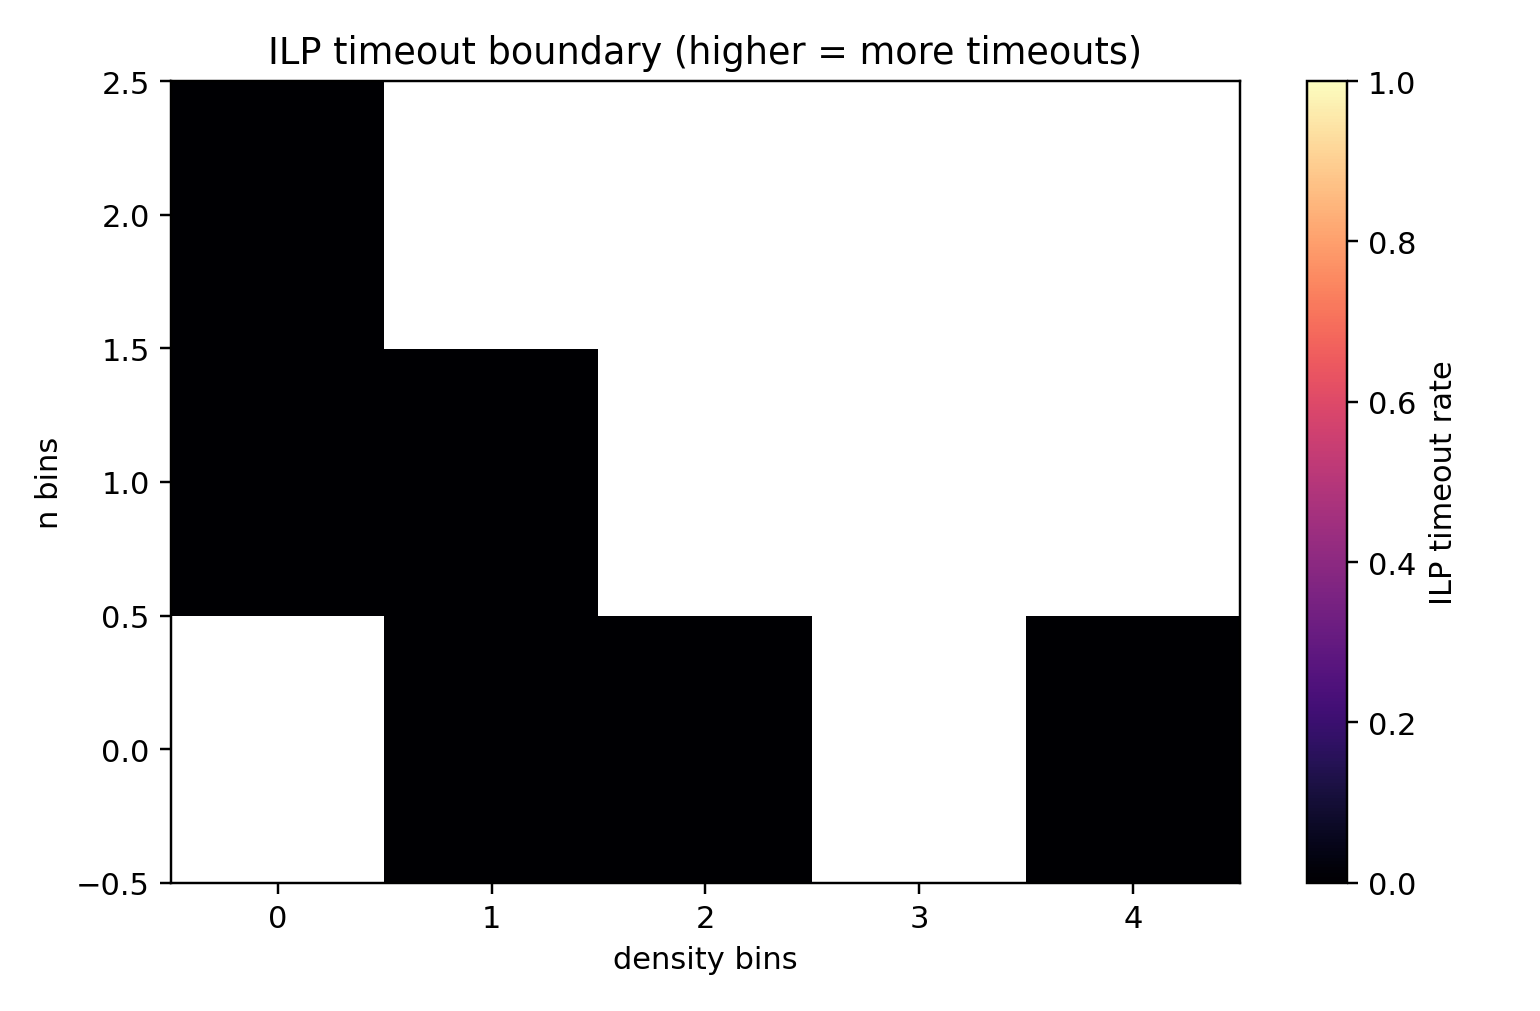 ILP timeout boundary (higher = more timeouts)
2.5
2.0
1.5
1.0
0.5
0.0
−0.5
n bins
0 1 2 3 4
density bins
1.0
0.8
0.6
0.4
0.2
0.0
ILP timeout rate